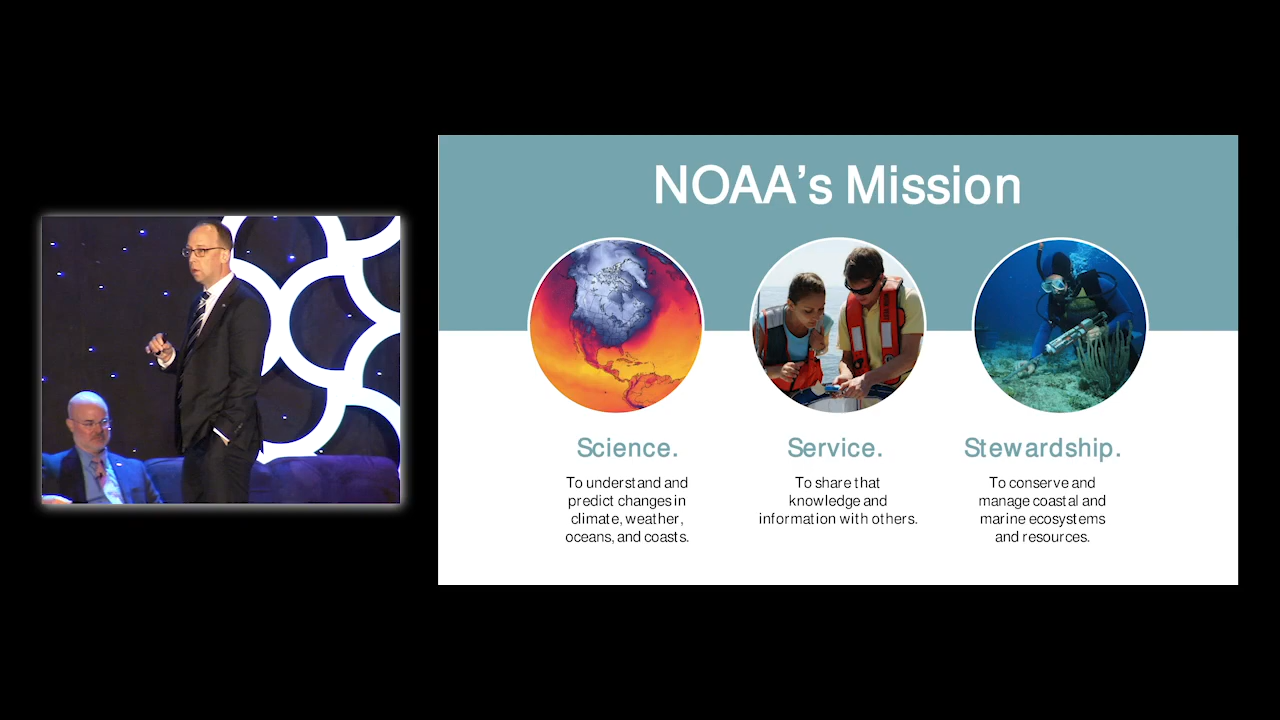 NOAA’s Mission
Science.
To understand and
predict changes in
climate, weather,
oceans, and coasts.
Service.
To share that
knowledge and
information with others.
Stewardship.
To conserve and
manage coastal and
marine ecosystems
and resources.